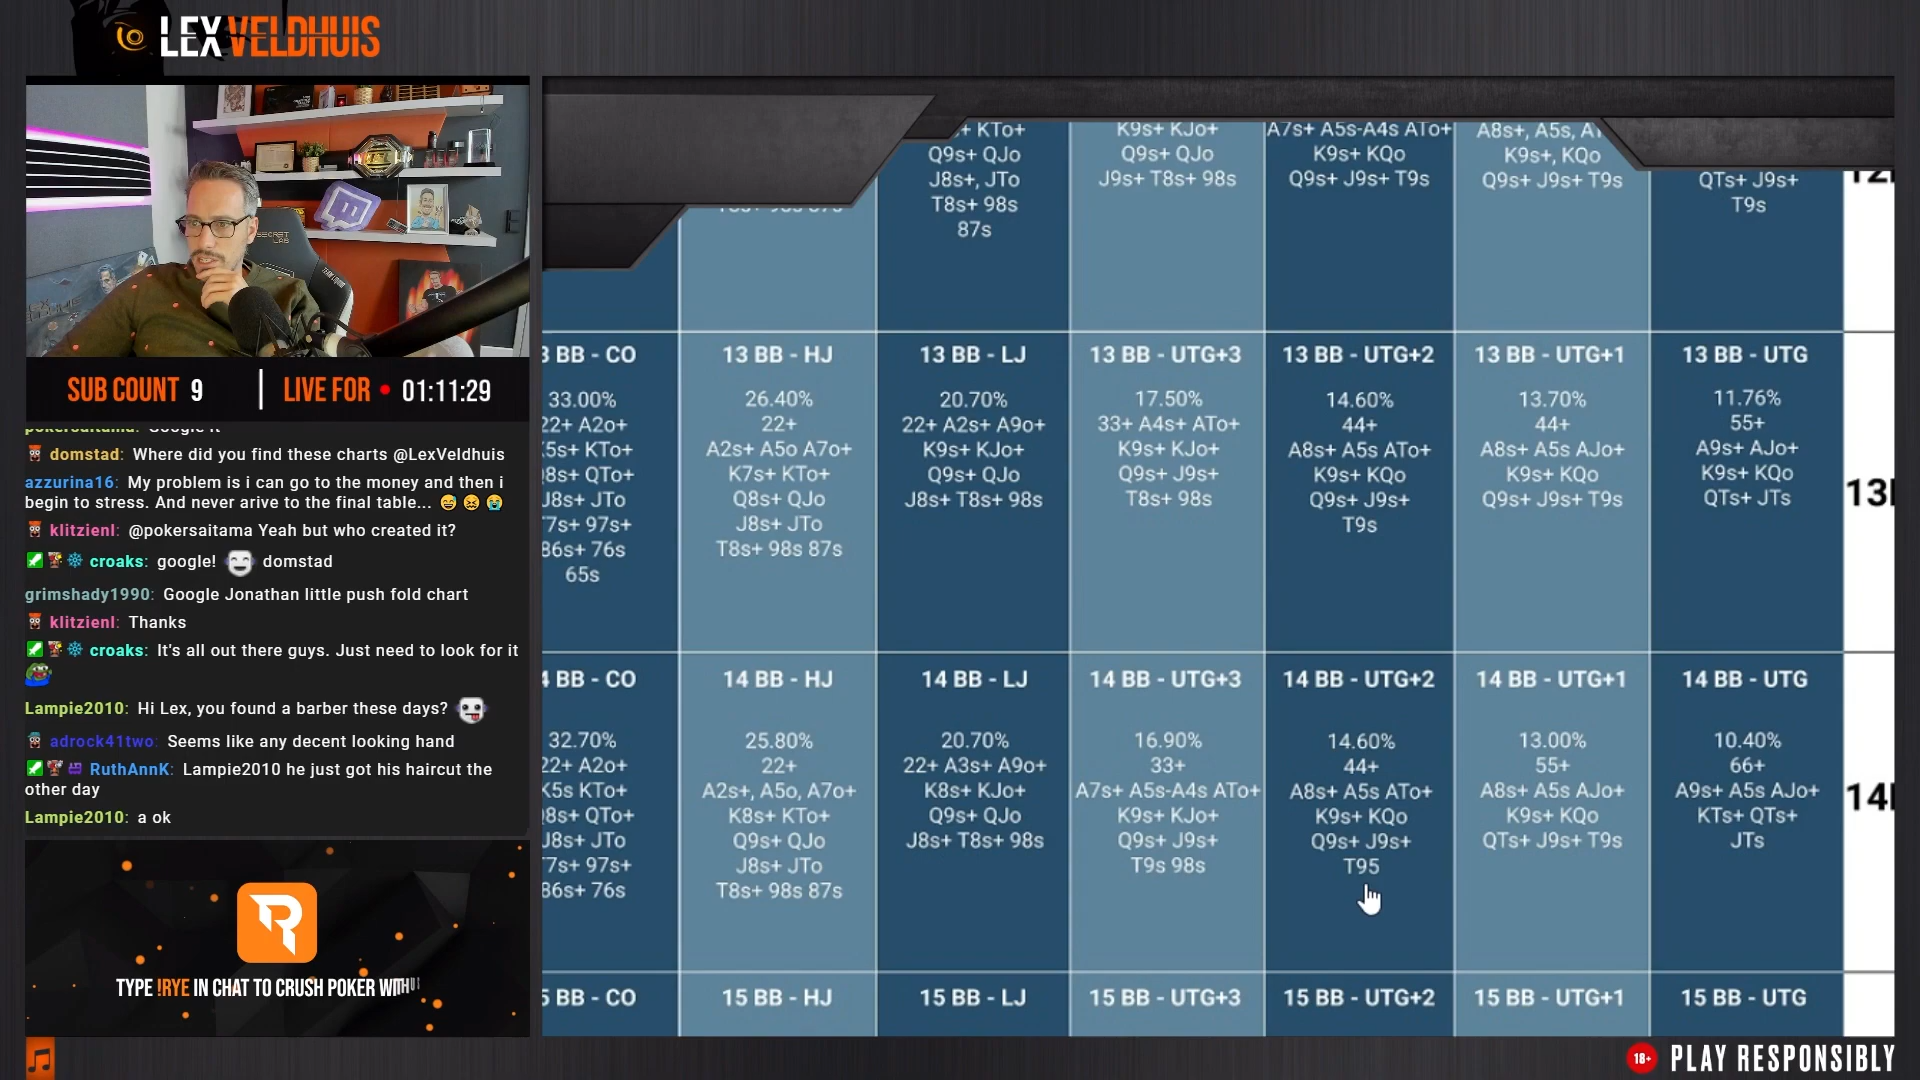 LEX VELDHUIS
SUB COUNT 9
LIVE FOR • 01:11:29
domstad: Where did you find these charts @LexVeldhuis
azzurina16: My problem is i can go to the money and then i
begin to stress. And never arive to the final table...
klitzienl: @pokersaitama Yeah but who created it?
croaks: google! domstad
grimshady1990: Google Jonathan little push fold chart
klitzienl: Thanks
croaks: It's all out there guys. Just need to look for it
Lampie2010: Hi Lex, you found a barber these days?
adrock41two: Seems like any decent looking hand
RuthAnnK: Lampie2010 he just got his haircut the
other day
Lampie2010: a ok
TYPE !RYE IN CHAT TO CRUSH POKER WITH
KTo+
Q9s+ QJo
J8s+, JTo
T8s+ 98s
87s
K9s+ KJo+
Q9s+ QJo
J9s+ T8s+ 98s
A7s+ A5s-A4s ATo+
K9s+ KQo
Q9s+ J9s+ T9s
A8s+, A5s,
K9s+, KQo
Q9s+ J9s+ T9s
QTs+ J9s+
T9s
BB - CO
33.00%
22+ A2o+
5s+ KTo+
8s+ QTo+
J8s+ JTo
7s+ 97s+
86s+ 76s
65s
13 BB - HJ
26.40%
22+
A2s+ A5o A7o+
K7s+ KTo+
Q8s+ QJo
J8s+ JTo
T8s+ 98s 87s
13 BB - LJ
20.70%
22+ A2s+ A9o+
K9s+ KJo+
Q9s+ QJo
J8s+ T8s+ 98s
13 BB - UTG+3
17.50%
33+ A4s+ ATo+
K9s+ KJo+
Q9s+ J9s+
T8s+ 98s
13 BB - UTG+2
14.60%
44+
A8s+ A5s ATo+
K9s+ KQo
Q9s+ J9s+
T9s
13 BB - UTG+1
13.70%
44+
A8s+ A5s AJo+
K9s+ KQo
Q9s+ J9s+ T9s
13 BB - UTG
11.76%
55+
A9s+ AJo+
K9s+ KQo
QTs+ JTs
13
BB - CO
32.70%
22+ A2o+
K5s KTo+
8s+ QTo+
J8s+ JTo
7s+ 97s+
86s+ 76s
14 BB - HJ
25.80%
22+
A2s+, A5o, A7o+
K8s+ KTo+
Q9s+ QJo
J8s+ JTo
T8s+ 98s 87s
14 BB - LJ
20.70%
22+ A3s+ A9o+
K8s+ KJo+
Q9s+ QJo
J8s+ T8s+ 98s
14 BB - UTG+3
16.90%
33+
A7s+ A5s-A4s ATo+
K9s+ KJo+
Q9s+ J9s+
T9s 98s
14 BB - UTG+2
14.60%
44+
A8s+ A5s ATo+
K9s+ KQo
Q9s+ J9s+
T95
14 BB - UTG+1
13.00%
55+
A8s+ A5s AJo+
K9s+ KQo
QTs+ J9s+ T9s
14 BB - UTG
10.40%
66+
A9s+ A5s AJo+
KTs+ QTs+
JTs
14
BB - CO
15 BB - HJ
15 BB - LJ
15 BB - UTG+3
15 BB - UTG+2
15 BB - UTG+1
15 BB - UTG
18+ PLAY RESPONSIBLY